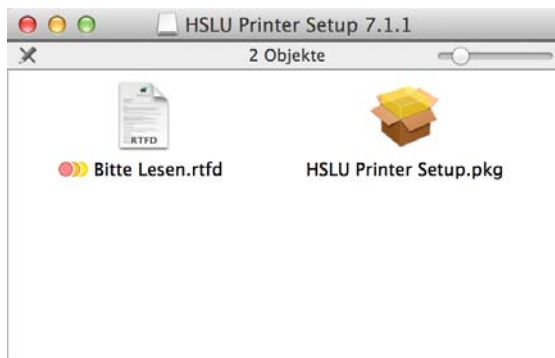 HSLU Printer Setup 7.1.1
2 Objekte
RTFD
Bitte Lesen.rtfd
HSLU Printer Setup.pkg